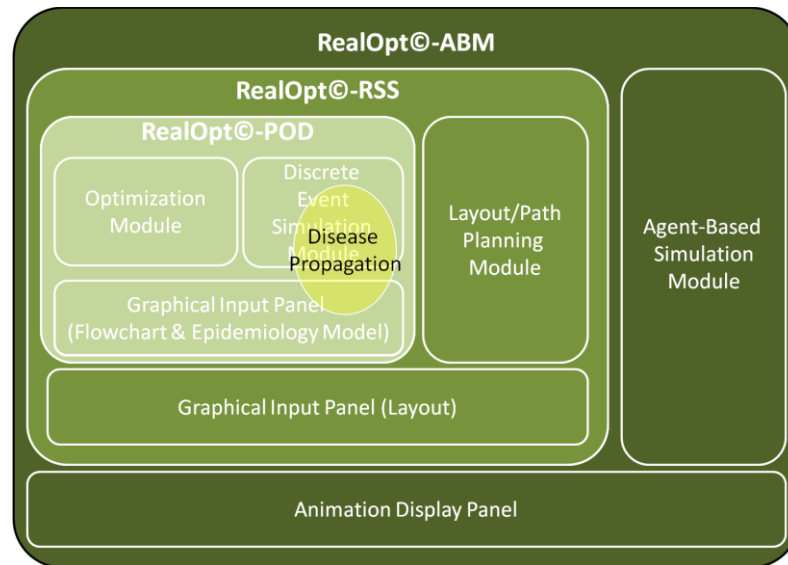 RealOpt©-ABM
RealOpt©-RSS
RealOpt©-POD
Optimization
Module
Discrete
Event
Simulation
Module
Disease
Propagation
Graphical Input Panel
(Flowchart & Epidemiology Model)
Layout/Path
Planning
Module
Graphical Input Panel (Layout)
Agent-Based
Simulation
Module
Animation Display Panel